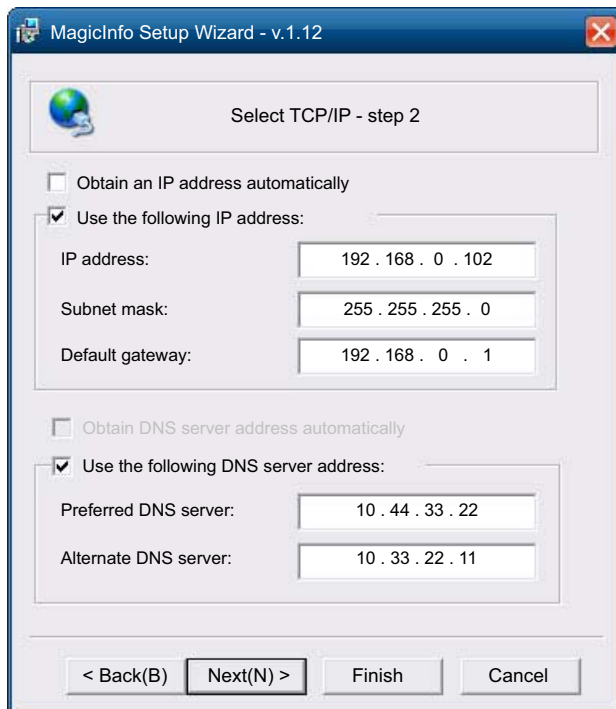 MagicInfo Setup Wizard - v.1.12
Select TCP/IP - step 2
Obtain an IP address automatically
Use the following IP address:
IP address: 192 . 168 . 0 . 102
Subnet mask: 255 . 255 . 255 . 0
Default gateway: 192 . 168 . 0 . 1
Obtain DNS server address automatically
Use the following DNS server address:
Preferred DNS server: 10 . 44 . 33 . 22
Alternate DNS server: 10 . 33 . 22 . 11
< Back(B) Next(N) > Finish Cancel